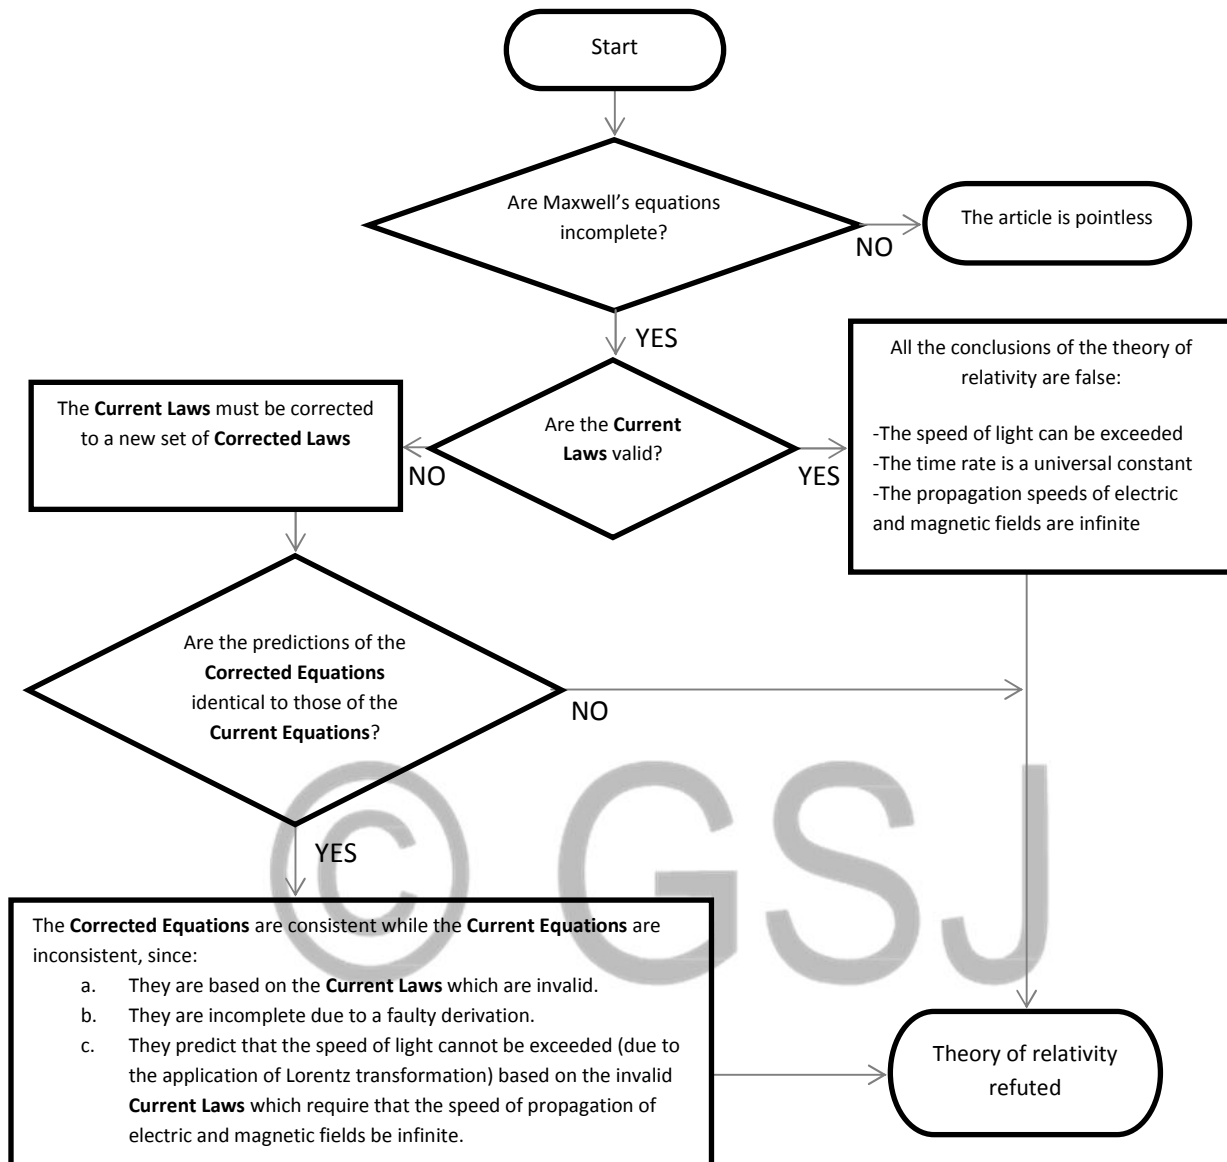 Start
Are Maxwell's equations
incomplete?
NO
The article is pointless
YES
All the conclusions of the theory of
relativity are false:
-The speed of light can be exceeded
-The time rate is a universal constant
-The propagation speeds of electric
and magnetic fields are infinite
The Current Laws must be corrected
to a new set of Corrected Laws
NO
Are the Current
Laws valid?
YES
Are the predictions of the
Corrected Equations
identical to those of the
Current Equations?
NO
YES
© GSJ
The Corrected Equations are consistent while the Current Equations are
inconsistent, since:
a. They are based on the Current Laws which are invalid.
b. They are incomplete due to a faulty derivation.
c. They predict that the speed of light cannot be exceeded (due to
the application of Lorentz transformation) based on the invalid
Current Laws which require that the speed of propagation of
electric and magnetic fields be infinite.
Theory of relativity
refuted